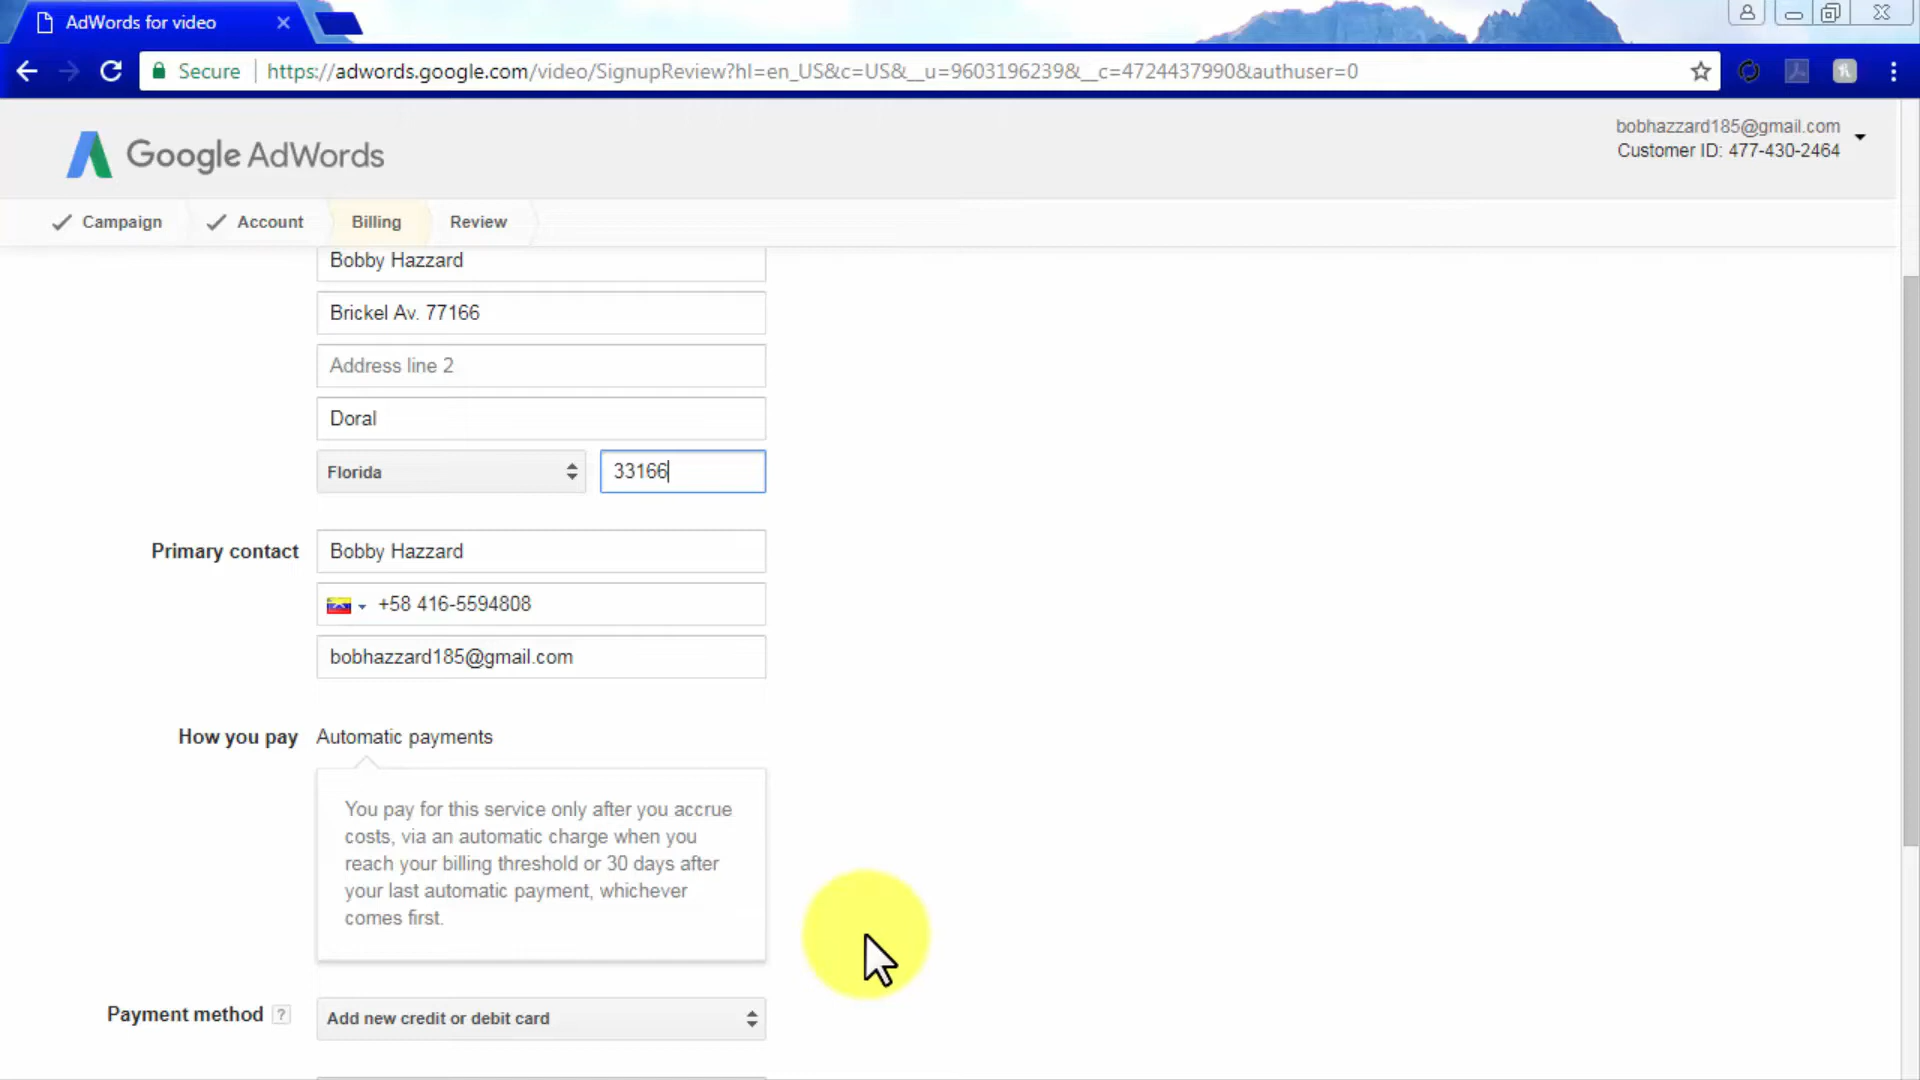 AdWords for video
Secure https://adwords.google.com/video/SignupReview?hl=en_US&c=US&__u=9603196239&__c=4724437990&authuser=0
Google AdWords
bobhazzard185@gmail.com
Customer ID: 477-430-2464
Campaign Account Billing Review
Bobby Hazzard
Brickel Av. 77166
Address line 2
Doral
Florida 33166
Primary contact Bobby Hazzard
+58 416-5594808
bobhazzard185@gmail.com
How you pay Automatic payments
You pay for this service only after you accrue
costs, via an automatic charge when you
reach your billing threshold or 30 days after
your last automatic payment, whichever
comes first.
Payment method ? Add new credit or debit card